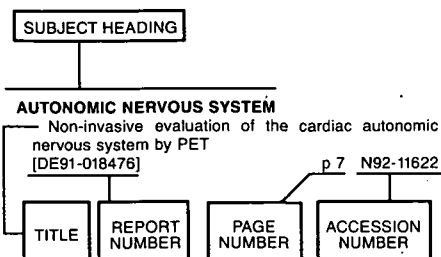 SUBJECT HEADING
AUTONOMIC NERVOUS SYSTEM
Non-invasive evaluation of the cardiac autonomic
nervous system by PET
[DE91-018476] p 7 N92-11622
TITLE
REPORT NUMBER
PAGE NUMBER
ACCESSION NUMBER